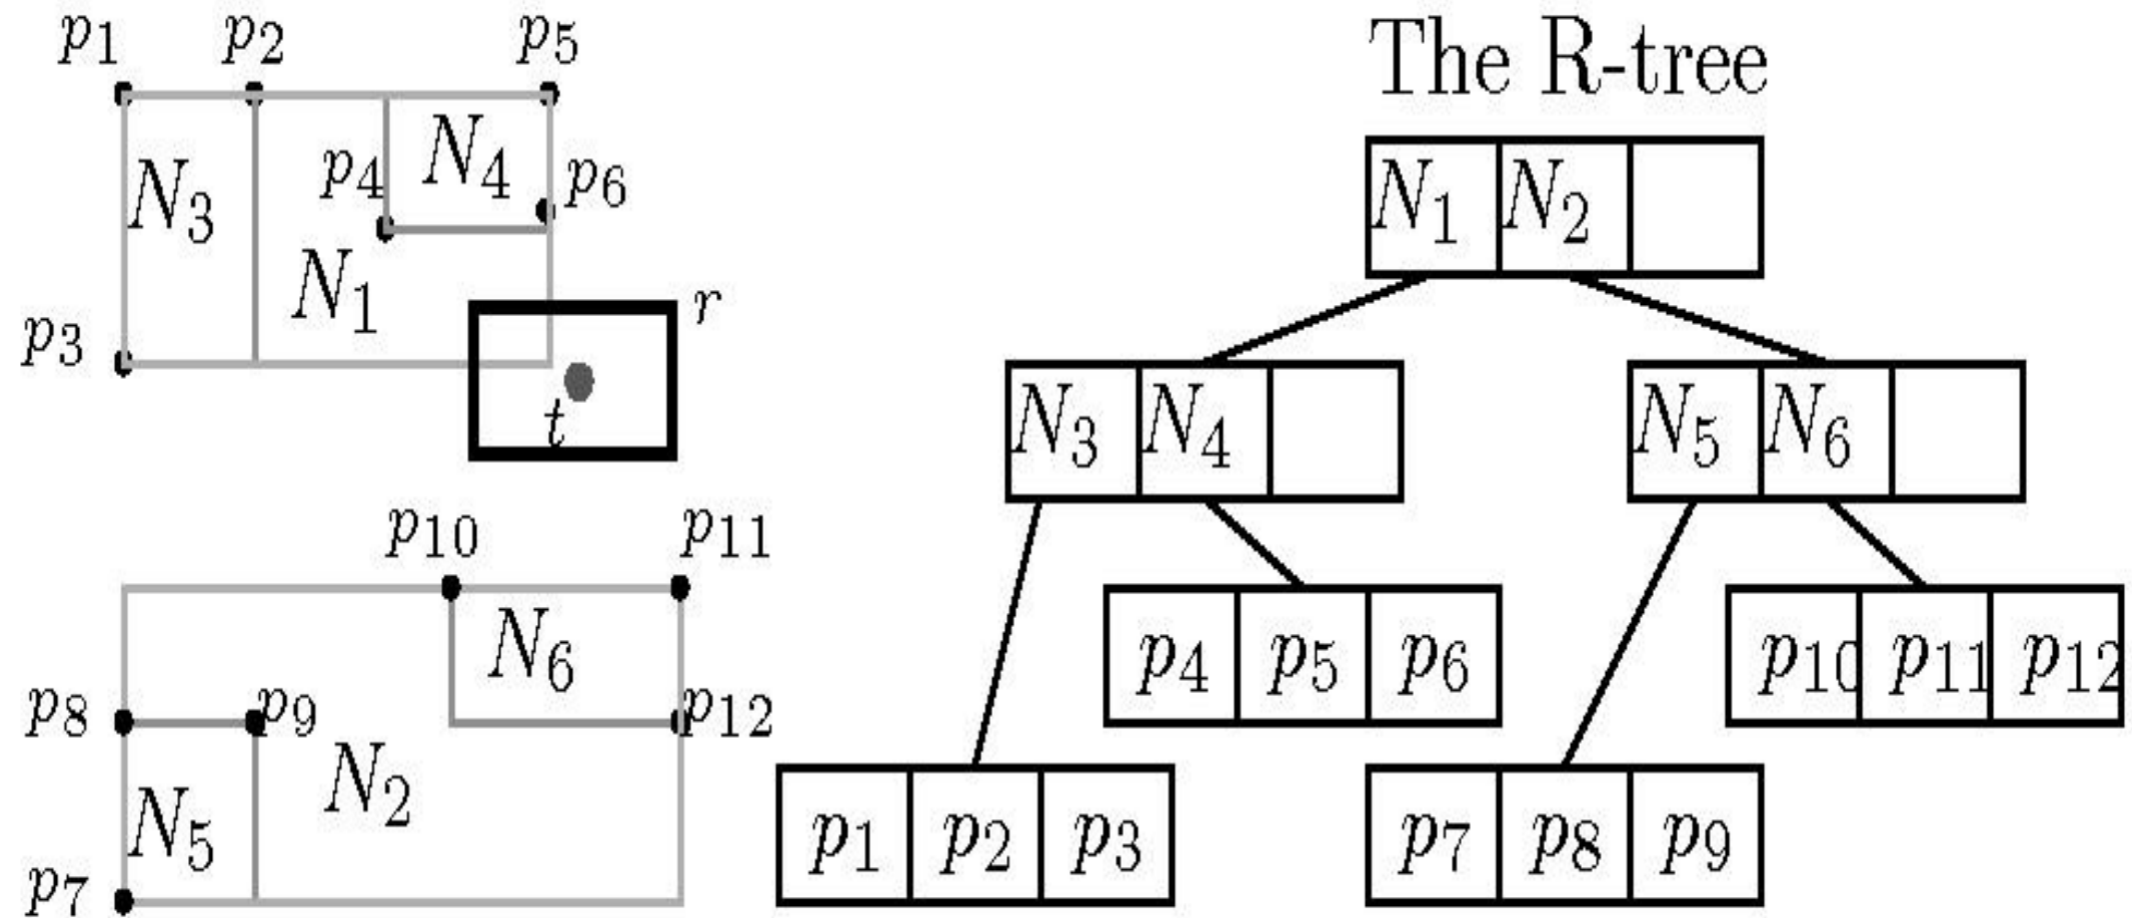 The R-tree
p1 p2 p5
N3 p4 N4 p6
N1
p3
r
t
p10 p11
N6
p8 p9 p12
N2
N5
p7
N1 N2
N3 N4
N5 N6
p4 p5 p6
p10 p11 p12
p1 p2 p3
p7 p8 p9